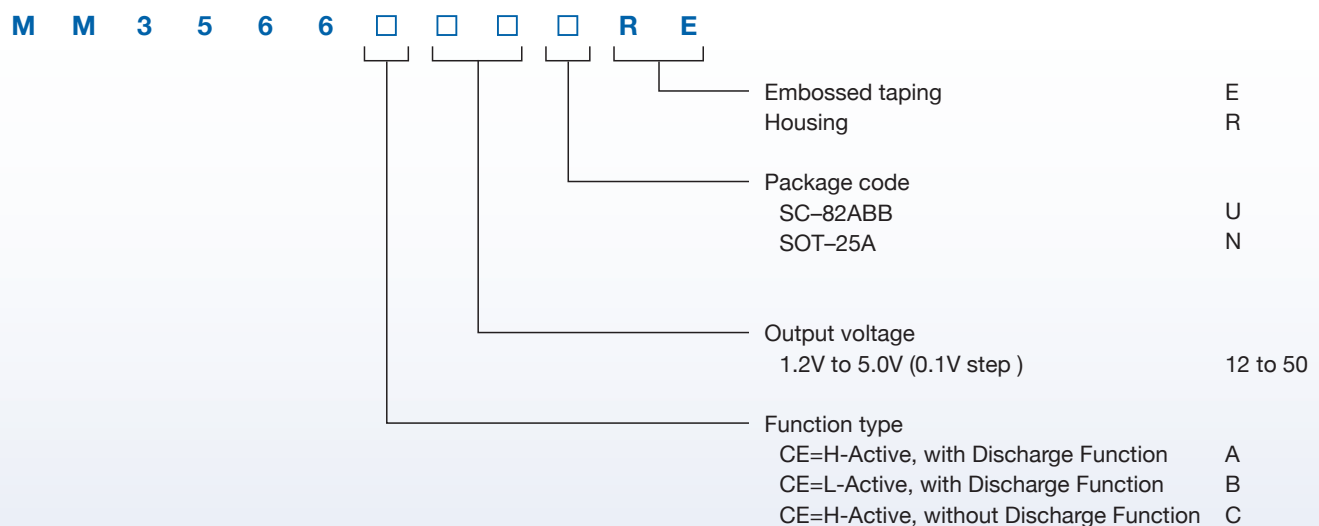 M M 3 5 6 6 □ □ □ □ R E
Embossed taping E
Housing R
Package code
SC–82ABB U
SOT–25A N
Output voltage
1.2V to 5.0V (0.1V step ) 12 to 50
Function type
CE=H-Active, with Discharge Function A
CE=L-Active, with Discharge Function B
CE=H-Active, without Discharge Function C